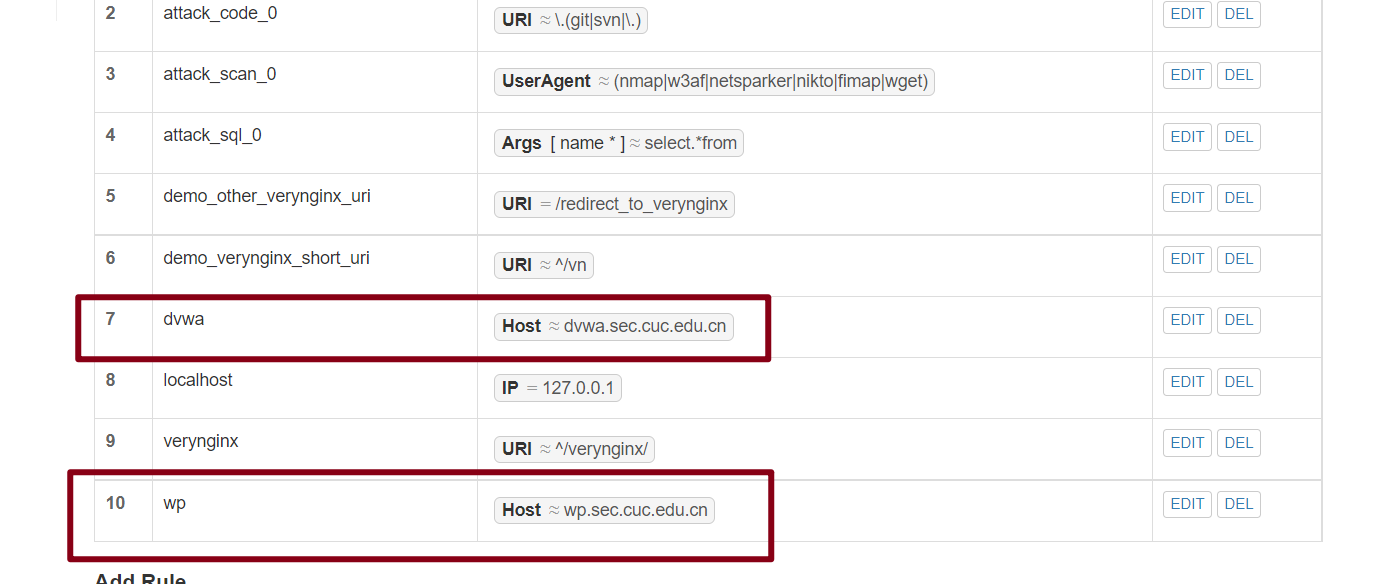 2 attack_code_0 URI ≈ \.(git|svn|\.) EDIT DEL
3 attack_scan_0 UserAgent ≈ (nmap|w3af|netsparker|nikto|fimap|wget) EDIT DEL
4 attack_sql_0 Args [ name * ] ≈ select.*from EDIT DEL
5 demo_other_verynginx_uri URI = /redirect_to_verynginx EDIT DEL
6 demo_verynginx_short_uri URI ≈ ^/vn EDIT DEL
7 dvwa Host ≈ dvwa.sec.cuc.edu.cn EDIT DEL
8 localhost IP = 127.0.0.1 EDIT DEL
9 verynginx URI ≈ ^/verynginx/ EDIT DEL
10 wp Host ≈ wp.sec.cuc.edu.cn EDIT DEL
Add Rule